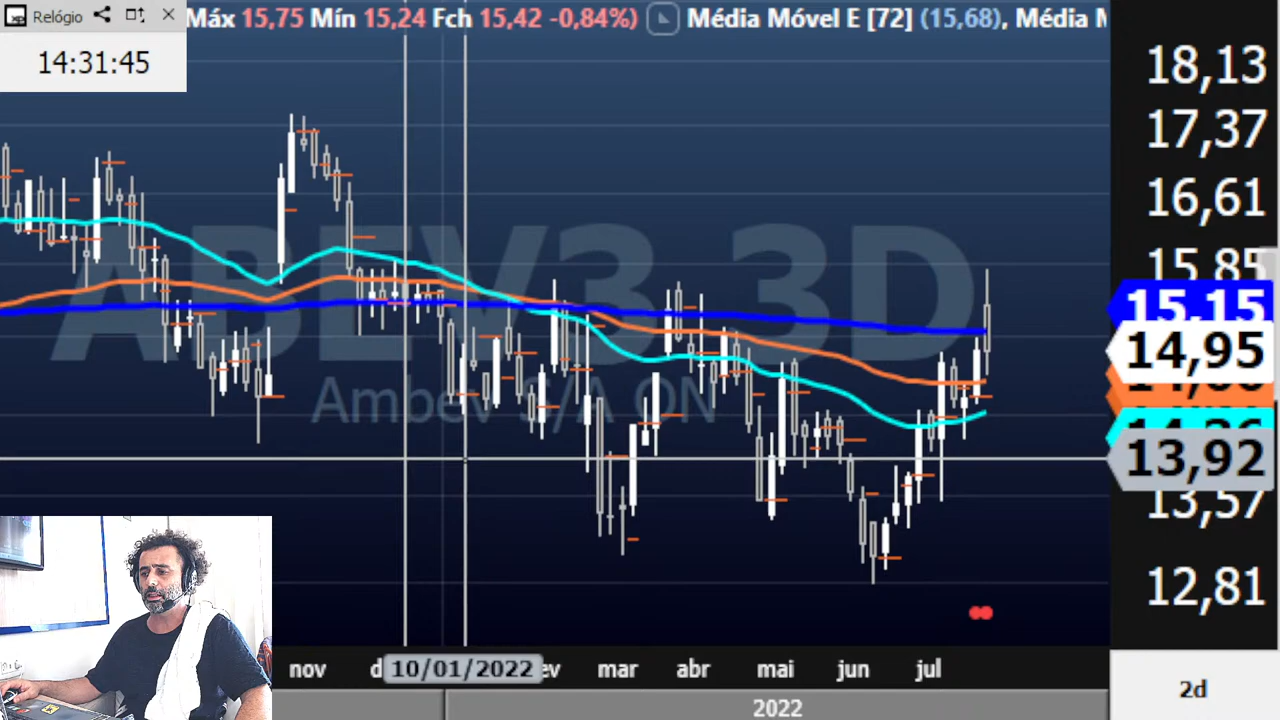 Relógio
14:31:45
Máx 15,75 Mín 15,24 Fch 15,42 -0,84%) Média Móvel E [72] (15,68), Média
18,13
17,37
16,61
15,85
15,15
14,95
13,92
13,57
12,81
ABEV3 3D
Ambev S/A ON
nov 10/01/2022 mar abr mai jun jul
2d
2022